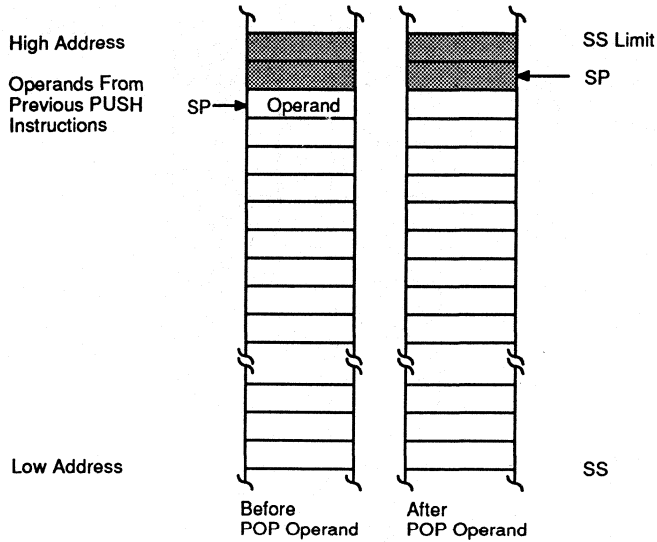 High Address
SS Limit
Operands From
Previous PUSH
Instructions
SP
Operand
SP
Low Address
SS
Before
POP Operand
After
POP Operand